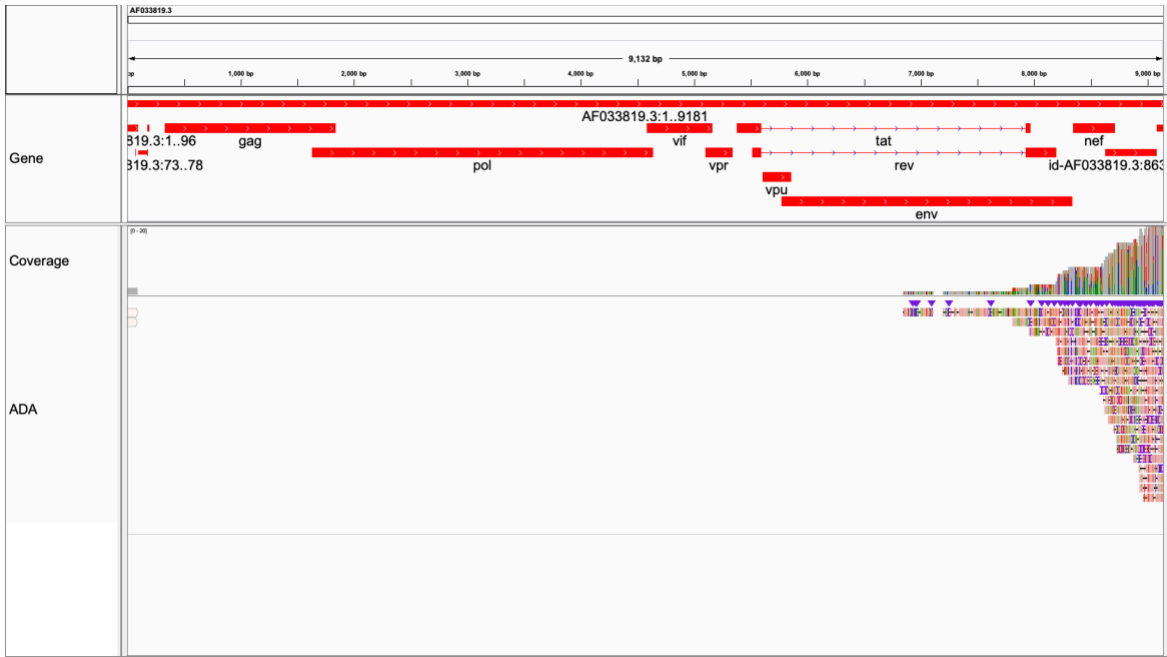 AF033819.3
9,132 bp
bp 1,000 bp 2,000 bp 3,000 bp 4,000 bp 5,000 bp 6,000 bp 7,000 bp 8,000 bp 9,000 bp
Gene
AF033819.3:1..9181
819.3:1..96 gag vif tat nef
319.3:73..78 pol vpr rev id-AF033819.3:863
vpu
env
[0 - 20]
Coverage
ADA